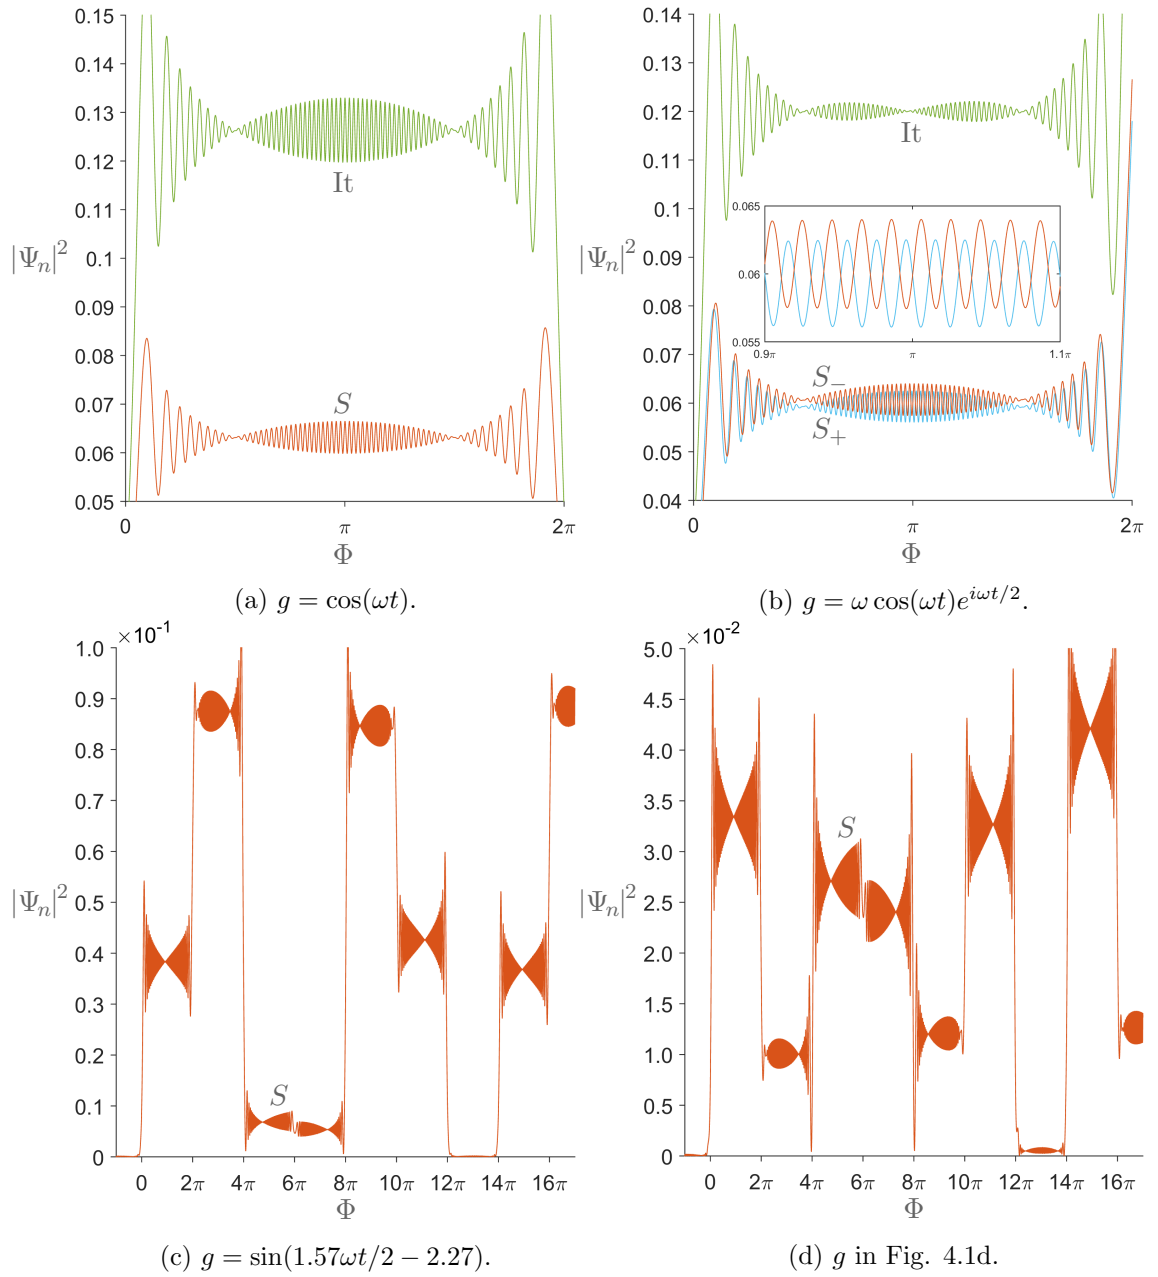 0.15
0.14
0.13
0.12
0.11
0.1
0.09
0.08
0.07
0.06
0.05
|Ψₙ|²
It
S
0 π 2π
Φ
(a) g = cos(ωt).
0.14
0.13
0.12
0.11
0.1
0.09
0.08
0.07
0.06
0.05
0.04
|Ψₙ|²
It
0.065
0.06
0.055
0.9π π 1.1π
S₋
S₊
0 π 2π
Φ
(b) g = ω cos(ωt)e^{iωt/2}.
×10⁻¹
1.0
0.9
0.8
0.7
0.6
0.5
0.4
0.3
0.2
0.1
0
|Ψₙ|²
S
0 2π 4π 6π 8π 10π 12π 14π 16π
Φ
(c) g = sin(1.57ωt/2 − 2.27).
×10⁻²
5.0
4.5
4.0
3.5
3.0
2.5
2.0
1.5
1.0
0.5
0
|Ψₙ|²
S
0 2π 4π 6π 8π 10π 12π 14π 16π
Φ
(d) g in Fig. 4.1d.